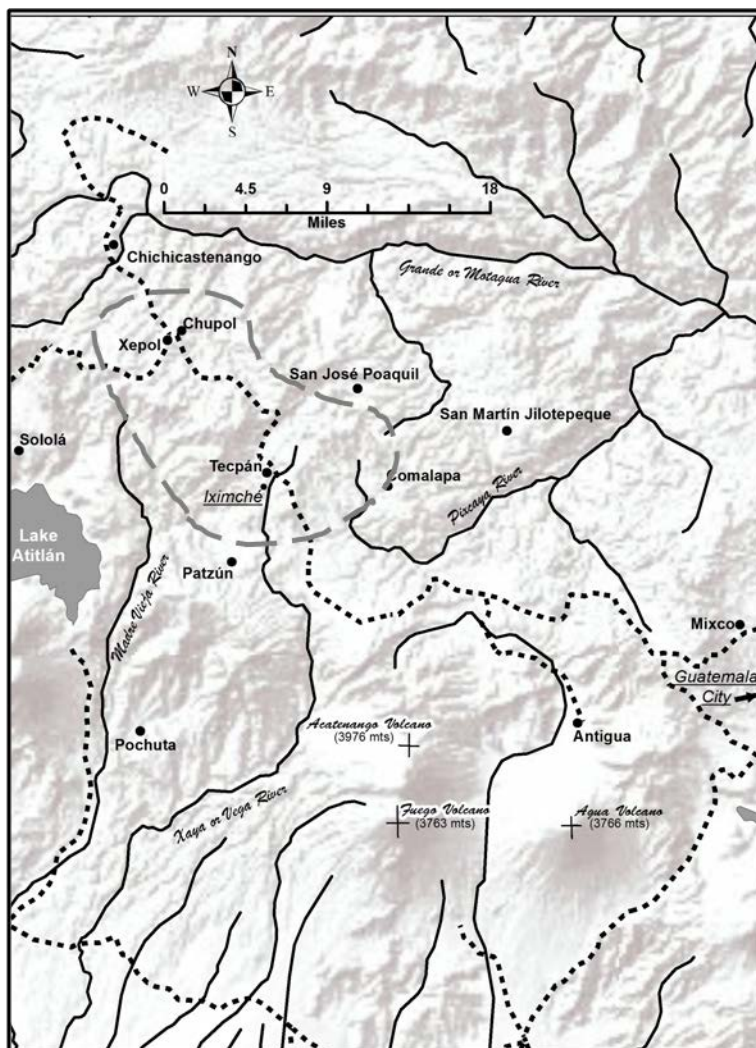 N
W E
S
0 4.5 9 18
Miles
Chichicastenango
Grande or Motagua River
Chupol
Xepol
San José Poaquil
San Martín Jilotepeque
Sololá
Tecpán
Comalapa
Iximché
Pixcaya River
Lake
Atitlán
Patzún
Madre Vieja River
Mixco
Guatemala
City
Acatenango Volcano
(3976 mts)
Antigua
Pochuta
Xaya or Vega River
Fuego Volcano
(3763 mts)
Agua Volcano
(3766 mts)